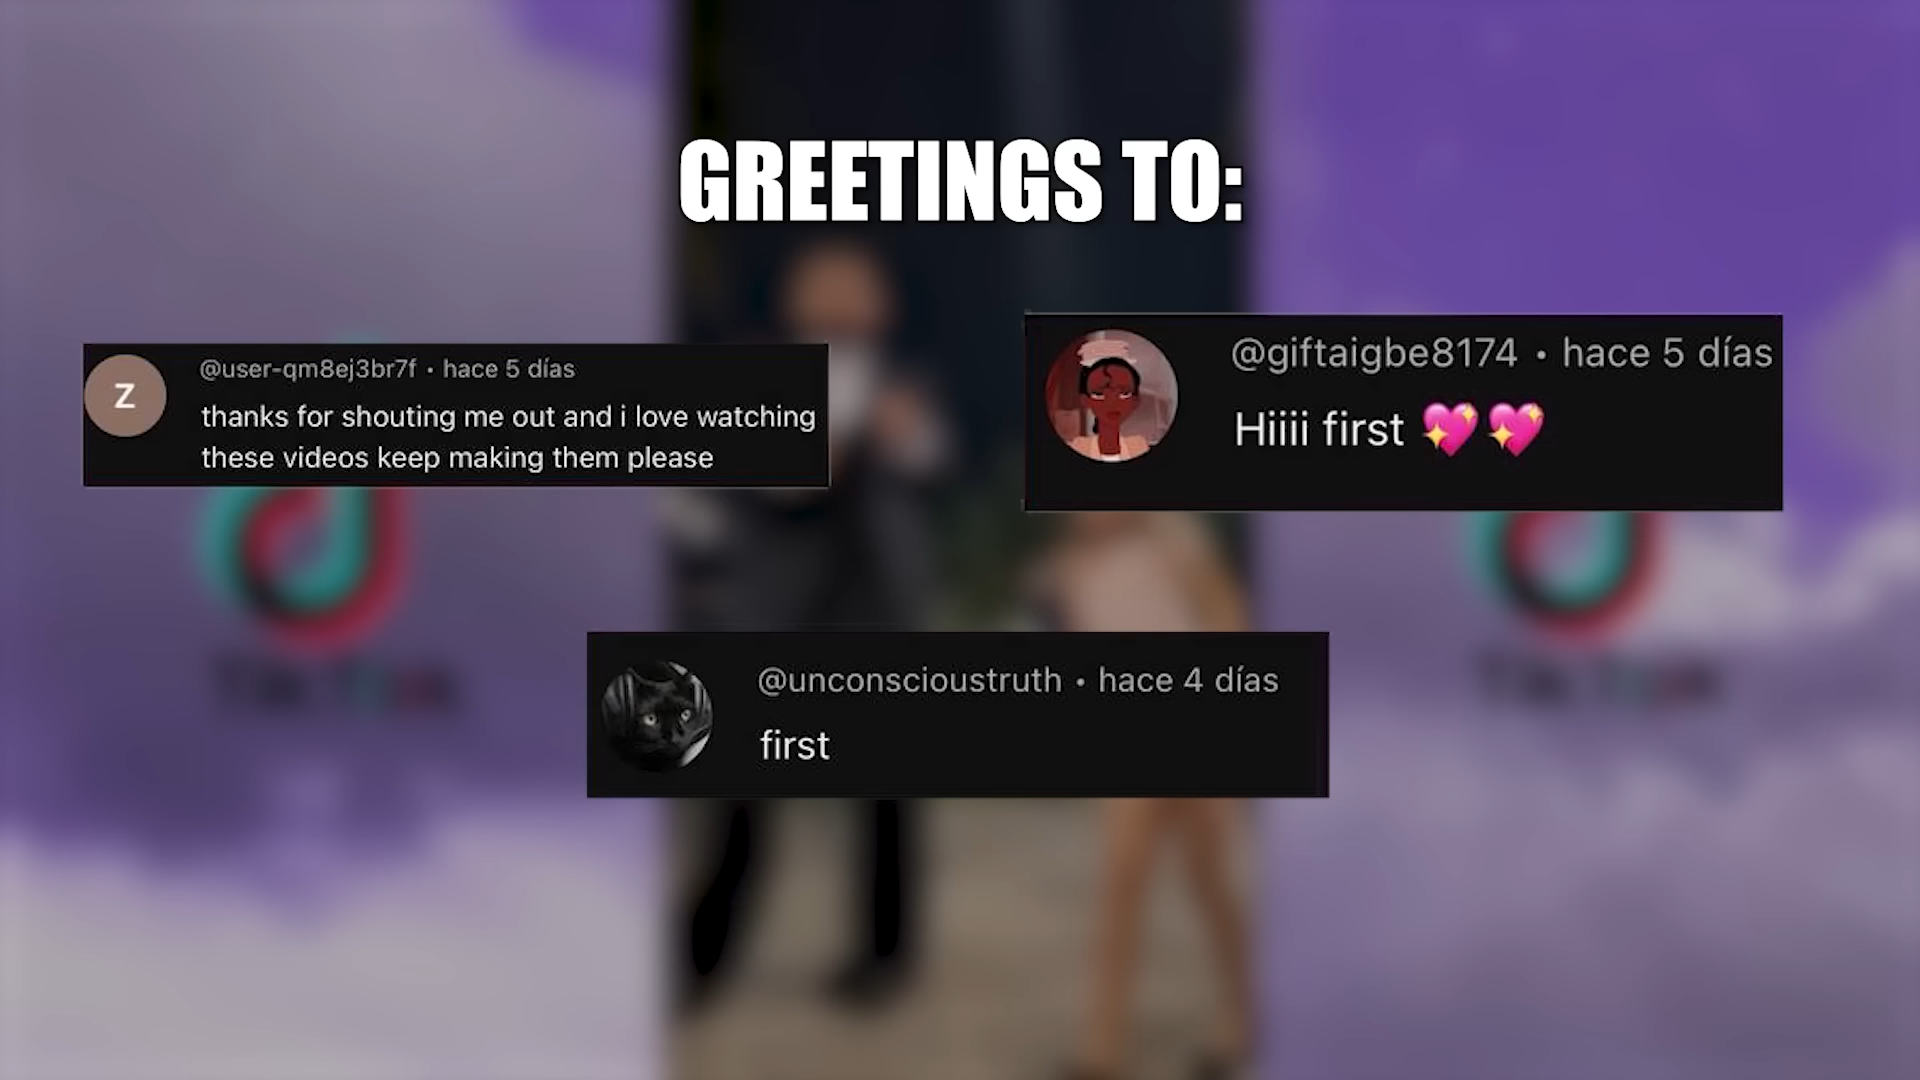 GREETINGS TO:
Z
@user-qm8ej3br7f • hace 5 días
thanks for shouting me out and i love watching
these videos keep making them please
@giftaigbe8174 • hace 5 días
Hiiii first 💖💖
@unconscioustruth • hace 4 días
first